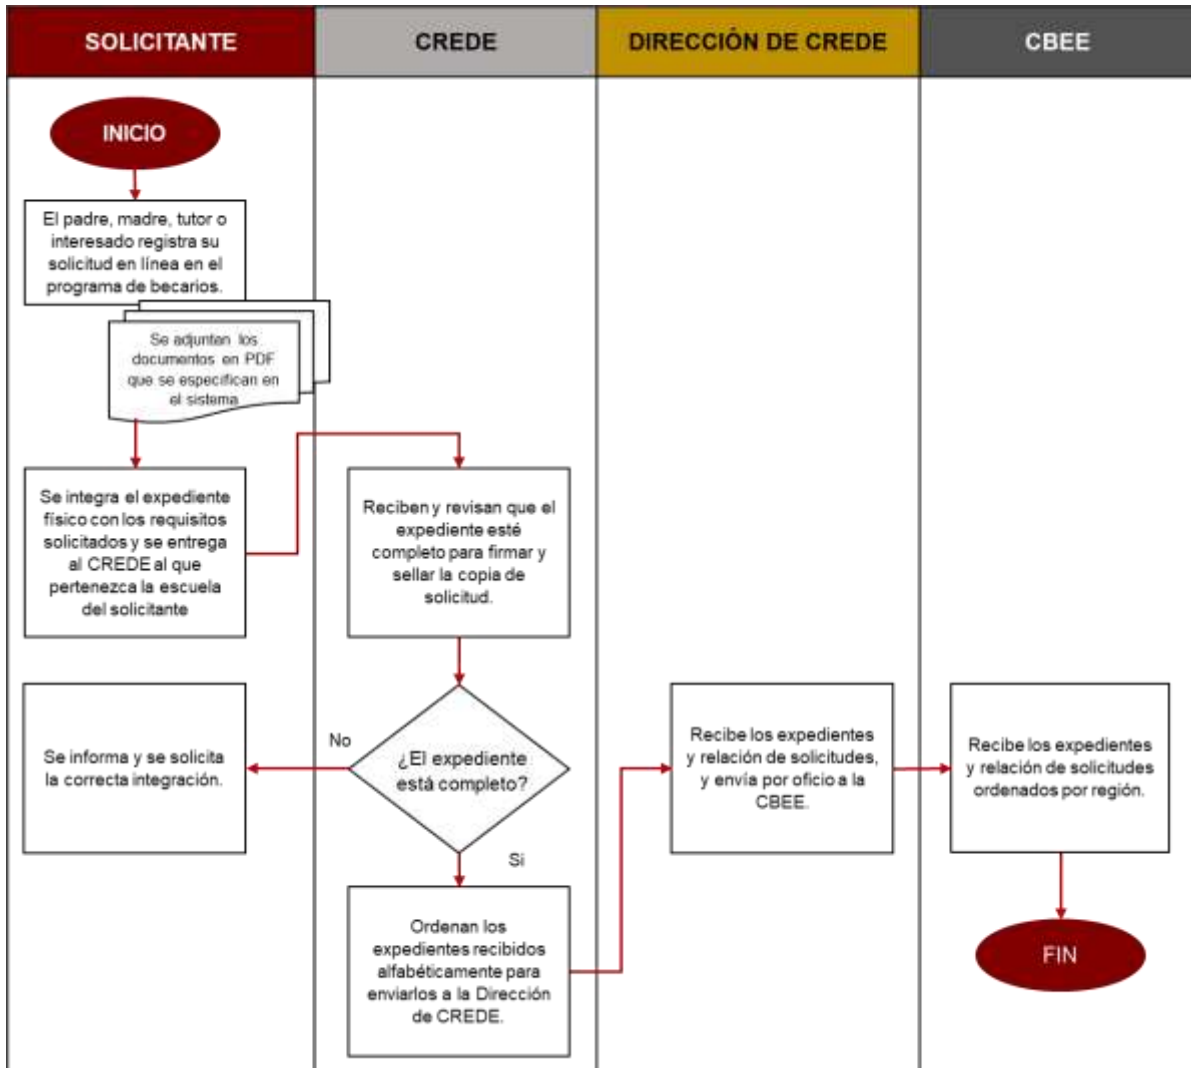 SOLICITANTE
CREDE
DIRECCIÓN DE CREDE
CBEE
INICIO
El padre, madre, tutor o
interesado registra su
solicitud en línea en el
programa de becarios.
Se adjuntan los
documentos en PDF
que se especifican en
el sistema
Se integra el expediente
físico con los requisitos
solicitados y se entrega
al CREDE al que
pertenezca la escuela
del solicitante
Reciben y revisan que el
expediente esté
completo para firmar y
sellar la copia de
solicitud.
¿El expediente
está completo?
No
Si
Se informa y se solicita
la correcta integración.
Ordenan los
expedientes recibidos
alfabéticamente para
enviarlos a la Dirección
de CREDE.
Recibe los expedientes
y relación de solicitudes,
y envía por oficio a la
CBEE.
Recibe los expedientes
y relación de solicitudes
ordenados por región.
FIN